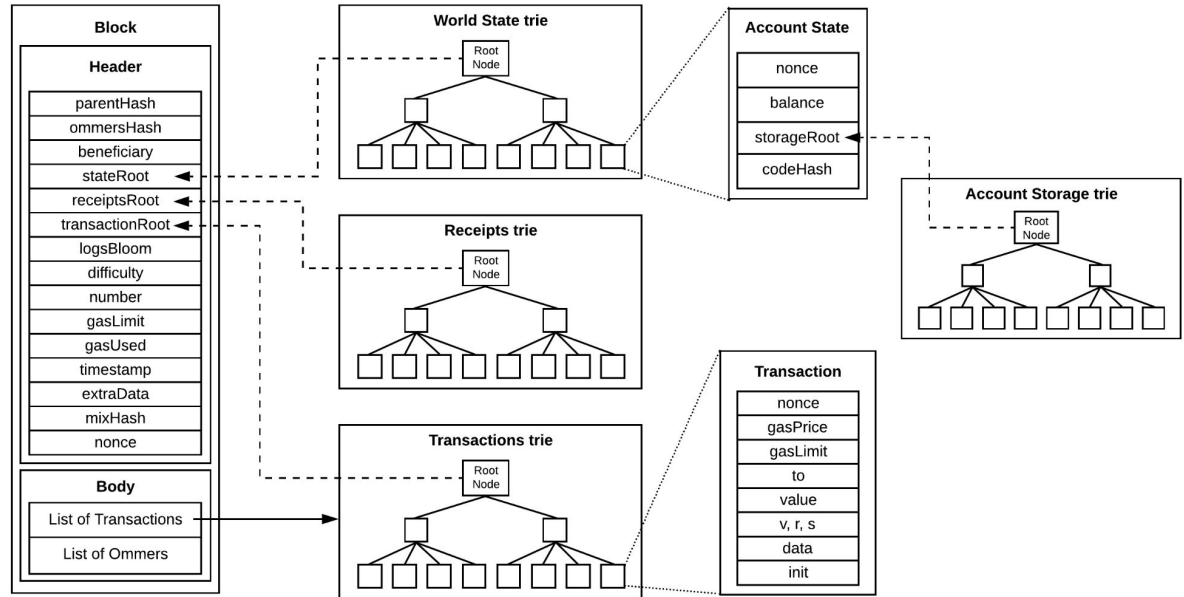 Block
Header
parentHash
ommersHash
beneficiary
stateRoot
receiptsRoot
transactionRoot
logsBloom
difficulty
number
gasLimit
gasUsed
timestamp
extraData
mixHash
nonce
Body
List of Transactions
List of Ommers
World State trie
Root
Node
Receipts trie
Root
Node
Transactions trie
Root
Node
Account State
nonce
balance
storageRoot
codeHash
Account Storage trie
Root
Node
Transaction
nonce
gasPrice
gasLimit
to
value
v, r, s
data
init